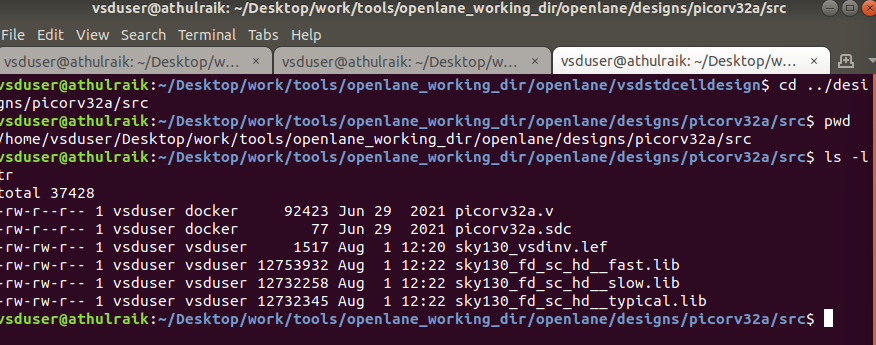 vsduser@athulraik: ~/Desktop/work/tools/openlane_working_dir/openlane/designs/picorv32a/src
File Edit View Search Terminal Tabs Help
vsduser@athulraik: ~/Desktop/w... × vsduser@athulraik: ~/Desktop/w... × vsduser@athulraik: ~/Desktop/w... ×
vsduser@athulraik:~/Desktop/work/tools/openlane_working_dir/openlane/vsdstdcelldesign$ cd ../desi
gns/picorv32a/src
vsduser@athulraik:~/Desktop/work/tools/openlane_working_dir/openlane/designs/picorv32a/src$ pwd
/home/vsduser/Desktop/work/tools/openlane_working_dir/openlane/designs/picorv32a/src
vsduser@athulraik:~/Desktop/work/tools/openlane_working_dir/openlane/designs/picorv32a/src$ ls -l
tr
total 37428
-rw-r--r-- 1 vsduser docker     92423 Jun 29  2021 picorv32a.v
-rw-r--r-- 1 vsduser docker        77 Jun 29  2021 picorv32a.sdc
-rw-rw-r-- 1 vsduser vsduser     1517 Aug  1 12:20 sky130_vsdinv.lef
-rw-rw-r-- 1 vsduser vsduser 12753932 Aug  1 12:22 sky130_fd_sc_hd__fast.lib
-rw-rw-r-- 1 vsduser vsduser 12732258 Aug  1 12:22 sky130_fd_sc_hd__slow.lib
-rw-rw-r-- 1 vsduser vsduser 12732345 Aug  1 12:22 sky130_fd_sc_hd__typical.lib
vsduser@athulraik:~/Desktop/work/tools/openlane_working_dir/openlane/designs/picorv32a/src$